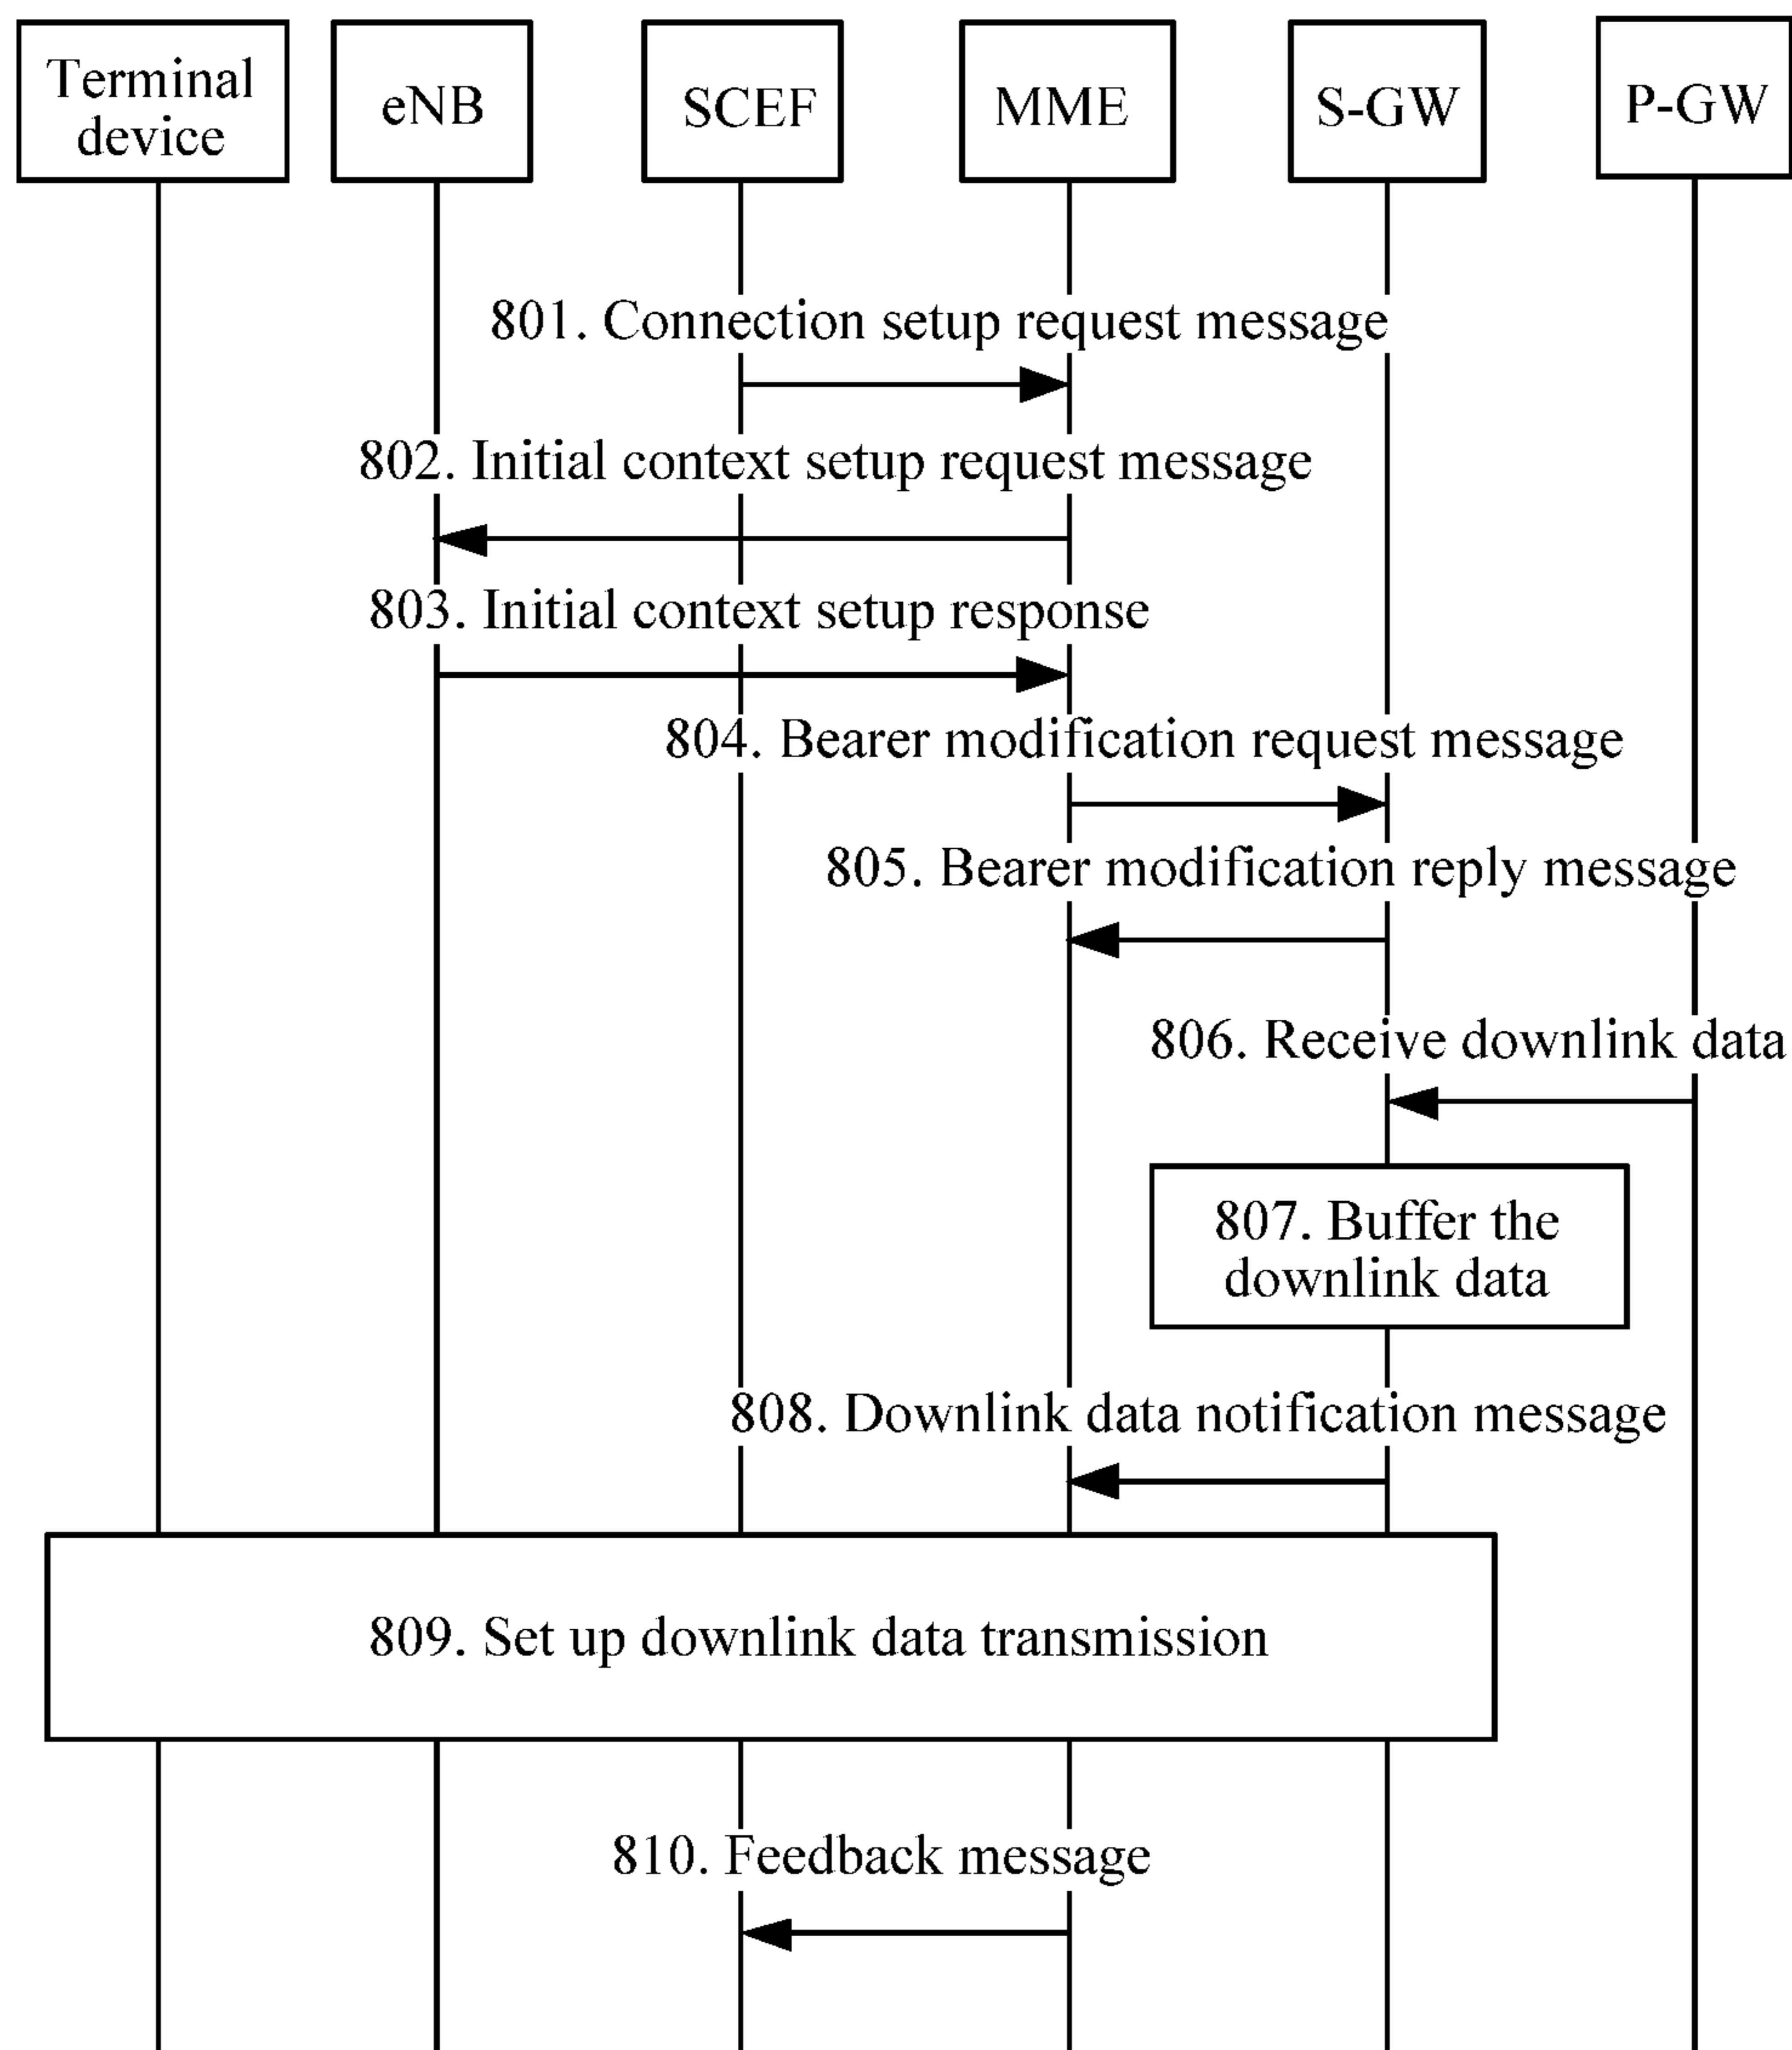 Terminal
device
eNB
SCEF
MME
S-GW
P-GW
801. Connection setup request message
802. Initial context setup request message
803. Initial context setup response
804. Bearer modification request message
805. Bearer modification reply message
806. Receive downlink data
807. Buffer the
downlink data
808. Downlink data notification message
809. Set up downlink data transmission
810. Feedback message